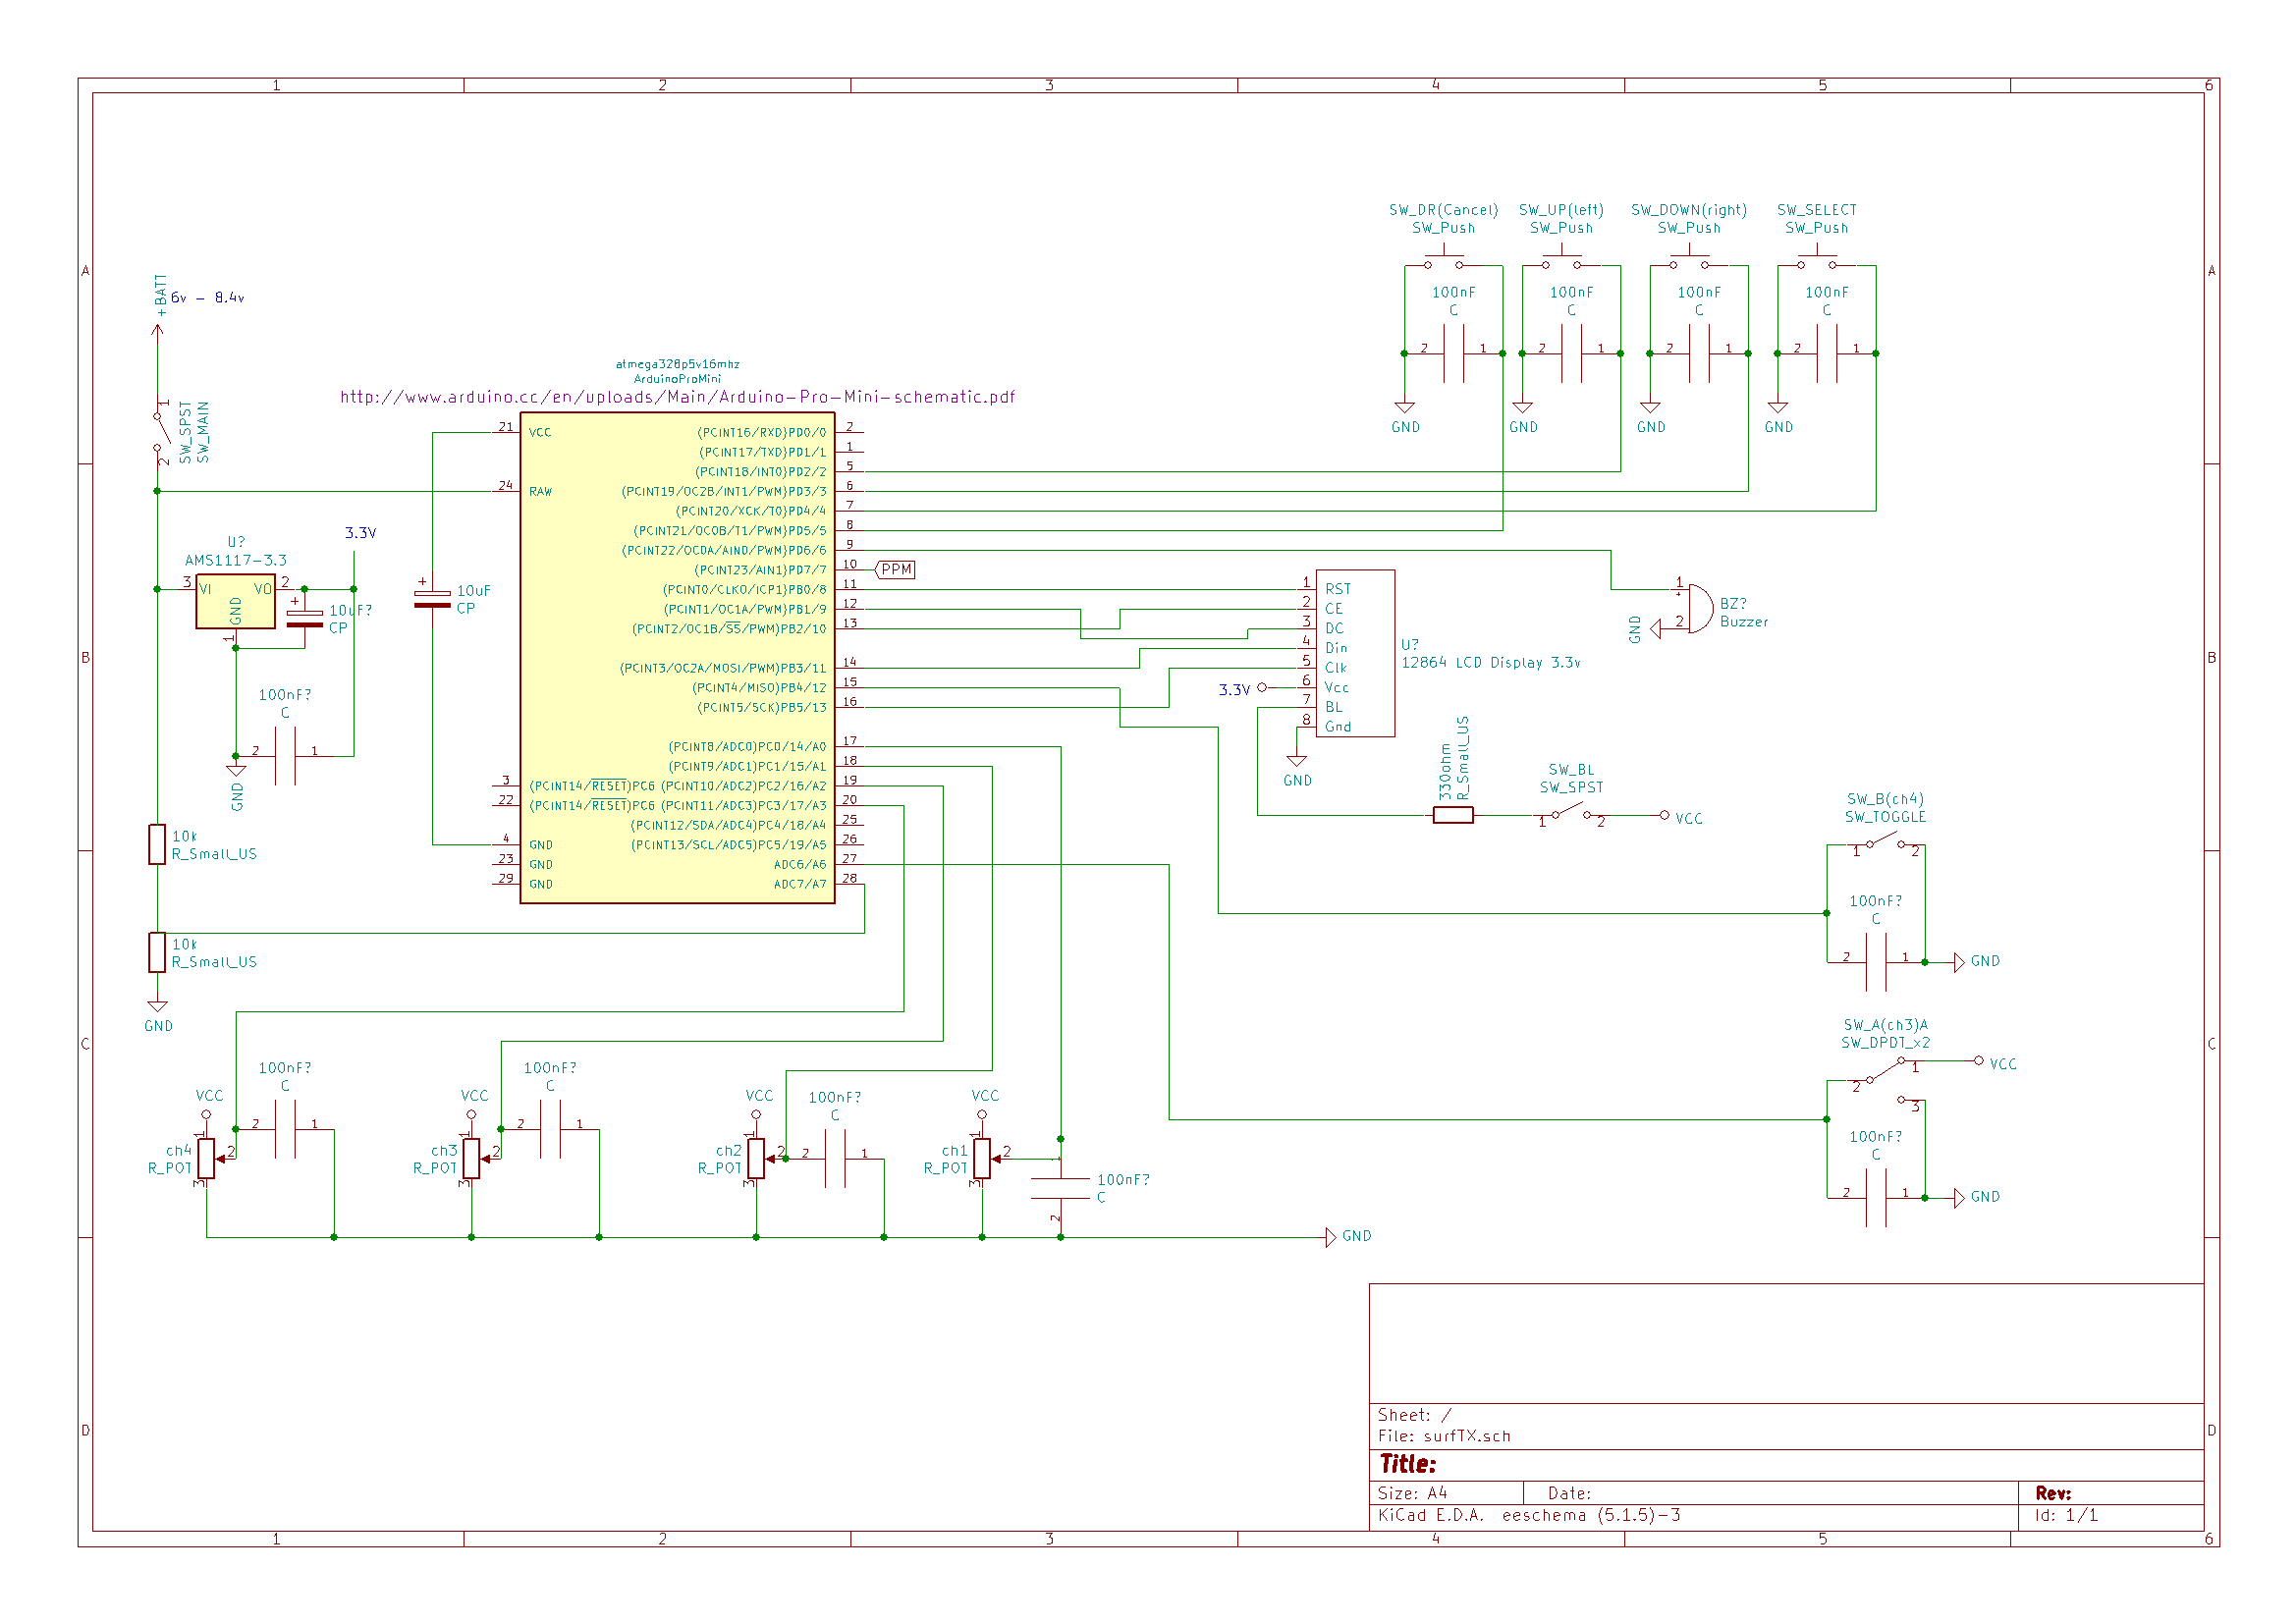 1 2 3 4 5 6
A A
SW_DR(Cancel) SW_UP(left) SW_DOWN(right) SW_SELECT
SW_Push SW_Push SW_Push SW_Push
100nF 100nF 100nF 100nF
C C C C
2 1 2 1 2 1 2 1
GND GND GND GND
+BATT
6v - 8.4v
1
SW_SPST
SW_MAIN
2
atmega328p5v16mhz
ArduinoProMini
http://www.arduino.cc/en/uploads/Main/Arduino-Pro-Mini-schematic.pdf
21 VCC (PCINT16/RXD)PD0/0 2
(PCINT17/TXD)PD1/1 1
(PCINT18/INT0)PD2/2 5
24 RAW (PCINT19/OC2B/INT1/PWM)PD3/3 6
(PCINT20/XCK/T0)PD4/4 7
(PCINT21/OC0B/T1/PWM)PD5/5 8
(PCINT22/OC0A/AIN0/PWM)PD6/6 9
(PCINT23/AIN1)PD7/7 10 PPM
(PCINT0/CLKO/ICP1)PB0/8 11
(PCINT1/OC1A/PWM)PB1/9 12
(PCINT2/OC1B/SS/PWM)PB2/10 13
(PCINT3/OC2A/MOSI/PWM)PB3/11 14
(PCINT4/MISO)PB4/12 15
(PCINT5/SCK)PB5/13 16
(PCINT8/ADC0)PC0/14/A0 17
(PCINT9/ADC1)PC1/15/A1 18
3 (PCINT14/RESET)PC6 (PCINT10/ADC2)PC2/16/A2 19
22 (PCINT14/RESET)PC6 (PCINT11/ADC3)PC3/17/A3 20
(PCINT12/SDA/ADC4)PC4/18/A4 25
4 GND (PCINT13/SCL/ADC5)PC5/19/A5 26
23 GND ADC6/A6 27
29 GND ADC7/A7 28
3.3V
U?
AMS1117-3.3
3 VI VO 2
GND
1
+
10uF?
CP
+
10uF
CP
100nF?
C
2 1
GND
B B
1 RST
2 CE
3 DC
4 Din
5 Clk
3.3V 6 Vcc
7 BL
8 Gnd
U?
12864 LCD Display 3.3v
GND
1
+
2
GND
BZ?
Buzzer
330ohm
R_Small_US
SW_BL
SW_SPST
1 2 VCC
SW_B(ch4)
SW_TOGGLE
1 2
100nF?
C
2 1 GND
10k
R_Small_US
10k
R_Small_US
GND
C C
SW_A(ch3)A
SW_DPDT_x2
2 1 VCC
3
100nF?
C
2 1 GND
100nF? 100nF? 100nF?
C C C
VCC VCC VCC VCC
2 1 2 1 2 1
1 1 1 1
ch4 2 ch3 2 ch2 2 ch1 2
R_POT R_POT R_POT R_POT
3 3 3 3
1
100nF?
C
2
GND
D D
Sheet: /
File: surfTX.sch
Title:
Size: A4 Date: Rev:
KiCad E.D.A. eeschema (5.1.5)-3 Id: 1/1
1 2 3 4 5 6